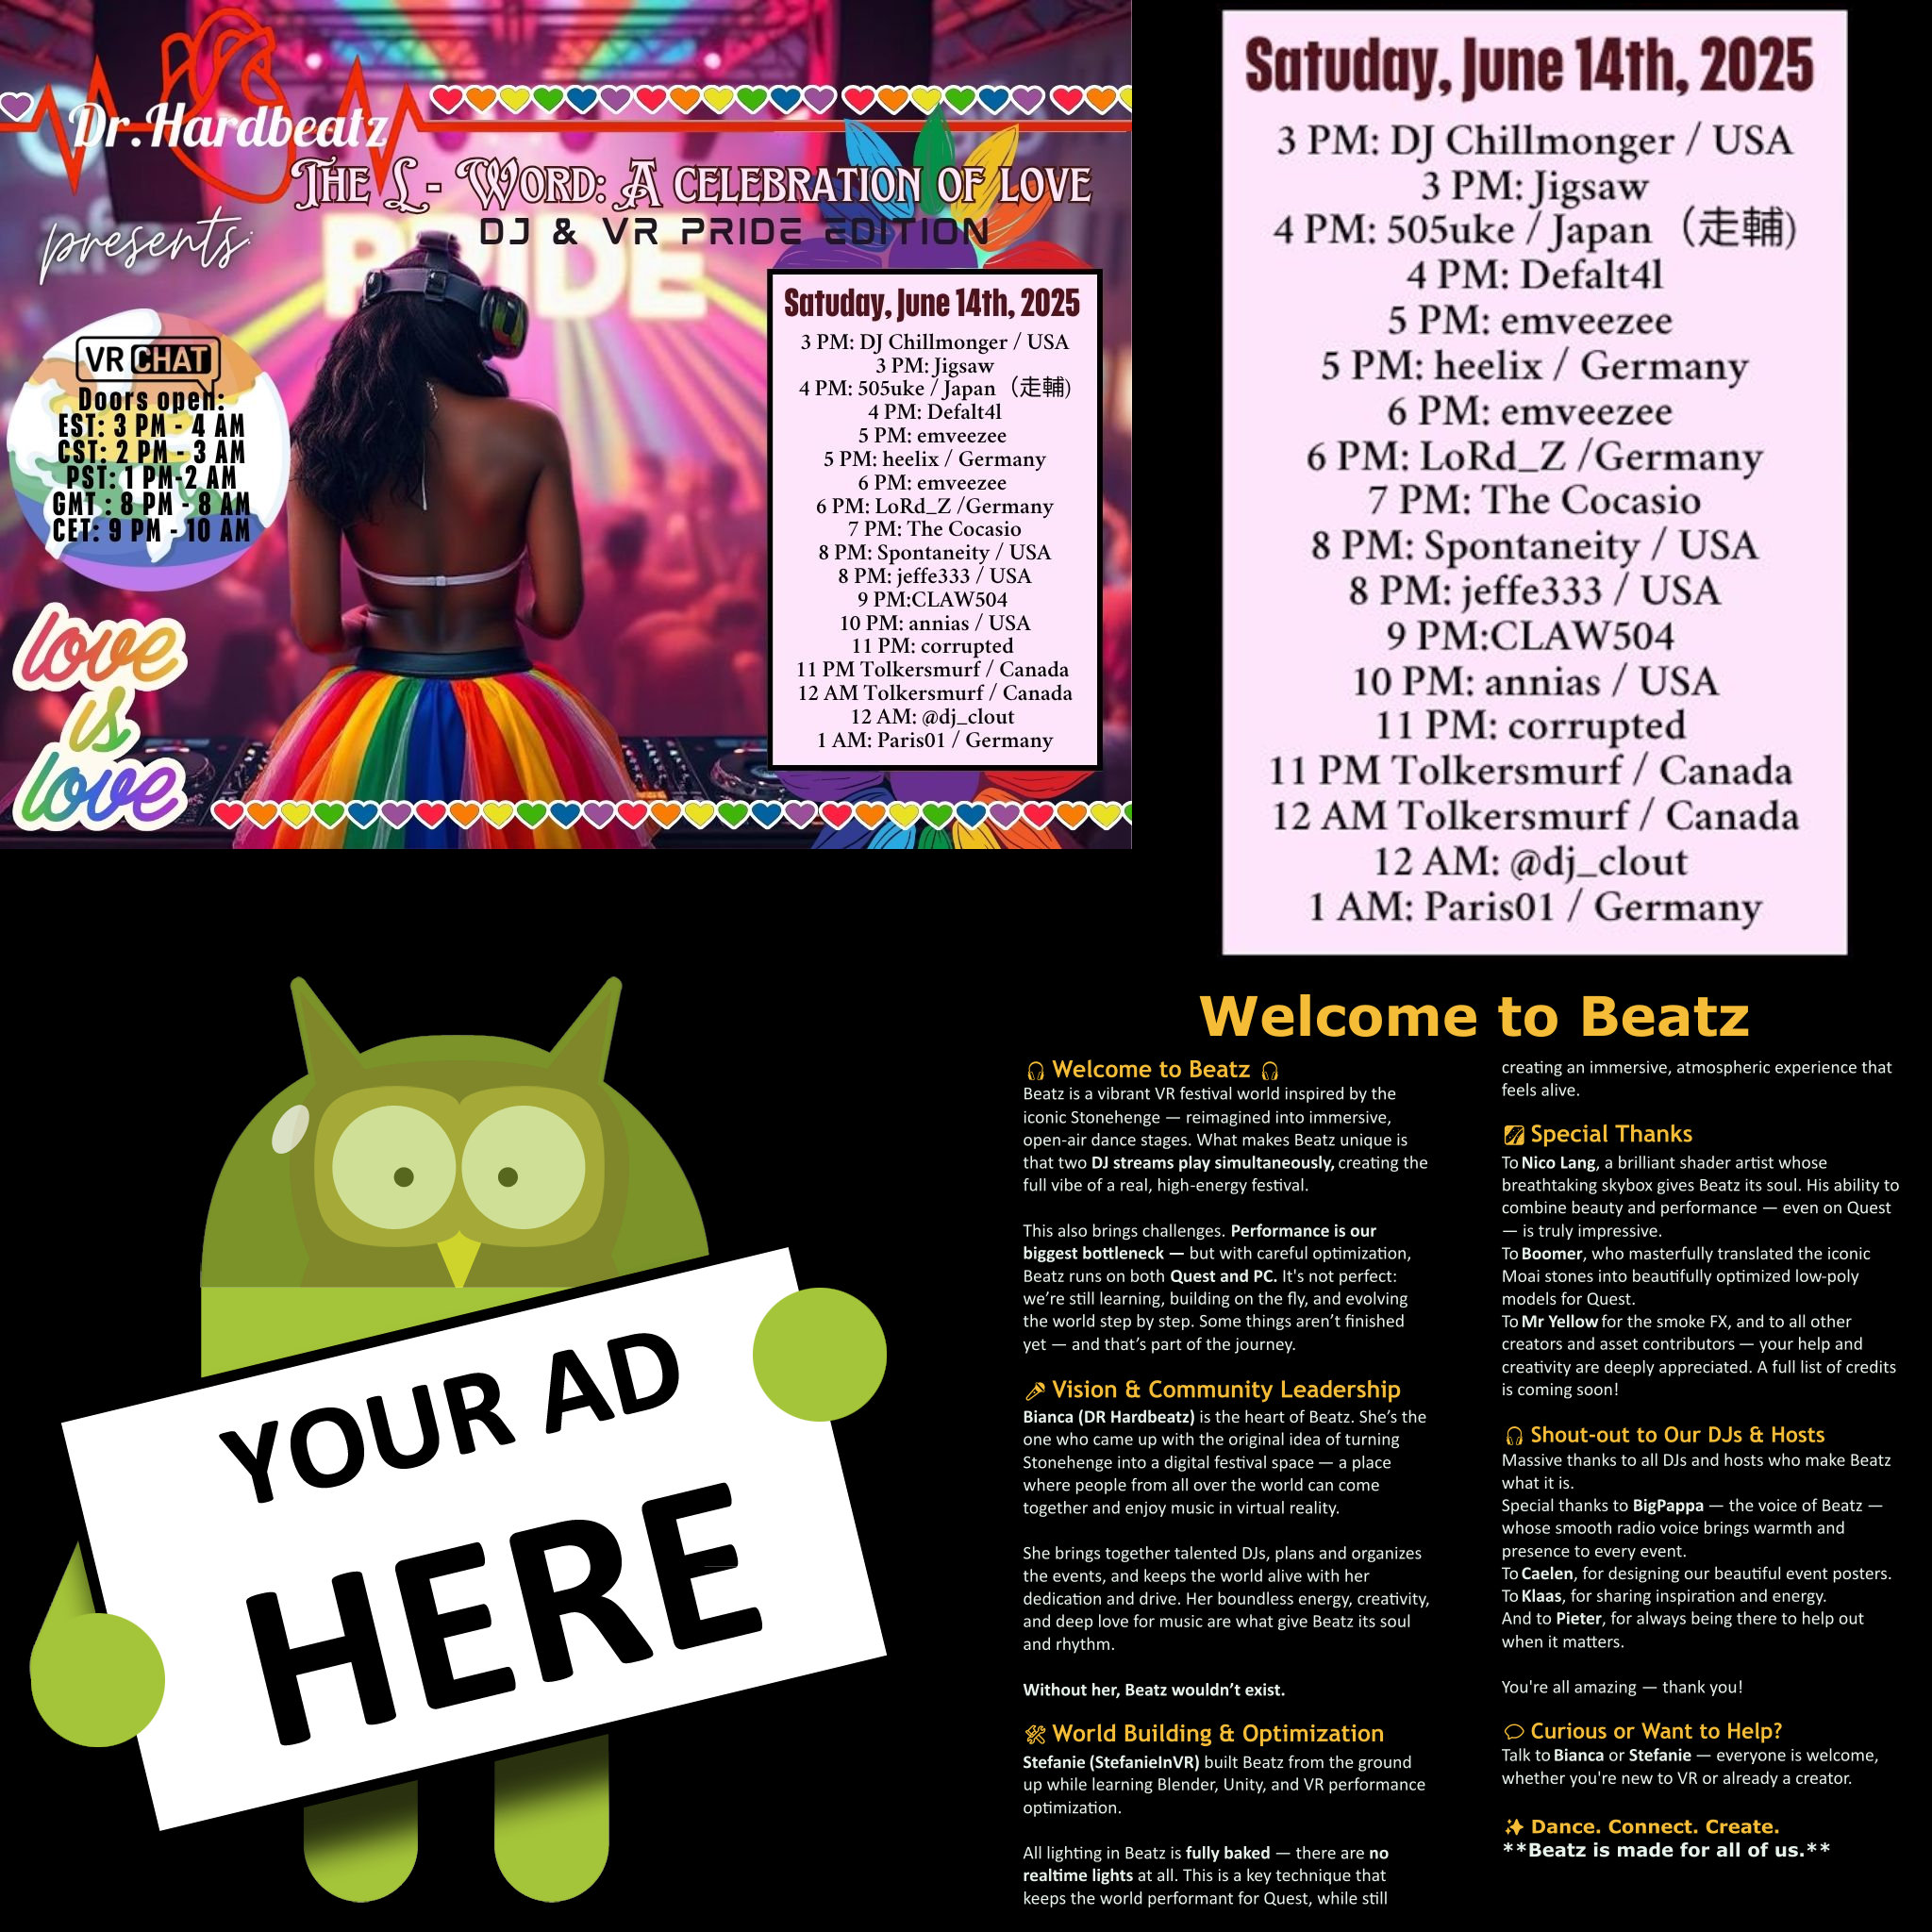 Dr. Hardbeatz
presents:
The L - Word: A celebration of love
DJ & VR PRIDE EDITION
PRIDE
VRCHAT
Doors open:
EST: 3 PM - 4 AM
CST: 2 PM - 3 AM
PST: 1 PM-2 AM
GMT : 8 PM - 8 AM
CET: 9 PM - 10 AM
love
is
love
Satuday, June 14th, 2025
3 PM: DJ Chillmonger / USA
3 PM: Jigsaw
4 PM: 505uke / Japan（走輔)
4 PM: Defalt4l
5 PM: emveezee
5 PM: heelix / Germany
6 PM: emveezee
6 PM: LoRd_Z /Germany
7 PM: The Cocasio
8 PM: Spontaneity / USA
8 PM: jeffe333 / USA
9 PM:CLAW504
10 PM: annias / USA
11 PM: corrupted
11 PM Tolkersmurf / Canada
12 AM Tolkersmurf / Canada
12 AM: @dj_clout
1 AM: Paris01 / Germany
Satuday, June 14th, 2025
3 PM: DJ Chillmonger / USA
3 PM: Jigsaw
4 PM: 505uke / Japan（走輔)
4 PM: Defalt4l
5 PM: emveezee
5 PM: heelix / Germany
6 PM: emveezee
6 PM: LoRd_Z /Germany
7 PM: The Cocasio
8 PM: Spontaneity / USA
8 PM: jeffe333 / USA
9 PM:CLAW504
10 PM: annias / USA
11 PM: corrupted
11 PM Tolkersmurf / Canada
12 AM Tolkersmurf / Canada
12 AM: @dj_clout
1 AM: Paris01 / Germany
YOUR AD
HERE
Welcome to Beatz
🎧 Welcome to Beatz 🎧
Beatz is a vibrant VR festival world inspired by the
iconic Stonehenge — reimagined into immersive,
open-air dance stages. What makes Beatz unique is
that two DJ streams play simultaneously, creating the
full vibe of a real, high-energy festival.
This also brings challenges. Performance is our
biggest bottleneck — but with careful optimization,
Beatz runs on both Quest and PC. It's not perfect:
we’re still learning, building on the fly, and evolving
the world step by step. Some things aren’t finished
yet — and that’s part of the journey.
🎤 Vision & Community Leadership
Bianca (DR Hardbeatz) is the heart of Beatz. She’s the
one who came up with the original idea of turning
Stonehenge into a digital festival space — a place
where people from all over the world can come
together and enjoy music in virtual reality.
She brings together talented DJs, plans and organizes
the events, and keeps the world alive with her
dedication and drive. Her boundless energy, creativity,
and deep love for music are what give Beatz its soul
and rhythm.
Without her, Beatz wouldn’t exist.
🛠 World Building & Optimization
Stefanie (StefanieInVR) built Beatz from the ground
up while learning Blender, Unity, and VR performance
optimization.
All lighting in Beatz is fully baked — there are no
realtime lights at all. This is a key technique that
keeps the world performant for Quest, while still
creating an immersive, atmospheric experience that
feels alive.
🌌 Special Thanks
To Nico Lang, a brilliant shader artist whose
breathtaking skybox gives Beatz its soul. His ability to
combine beauty and performance — even on Quest
— is truly impressive.
To Boomer, who masterfully translated the iconic
Moai stones into beautifully optimized low-poly
models for Quest.
To Mr Yellow for the smoke FX, and to all other
creators and asset contributors — your help and
creativity are deeply appreciated. A full list of credits
is coming soon!
🎧 Shout-out to Our DJs & Hosts
Massive thanks to all DJs and hosts who make Beatz
what it is.
Special thanks to BigPappa — the voice of Beatz —
whose smooth radio voice brings warmth and
presence to every event.
To Caelen, for designing our beautiful event posters.
To Klaas, for sharing inspiration and energy.
And to Pieter, for always being there to help out
when it matters.
You're all amazing — thank you!
💬 Curious or Want to Help?
Talk to Bianca or Stefanie — everyone is welcome,
whether you're new to VR or already a creator.
✨ Dance. Connect. Create.
**Beatz is made for all of us.**